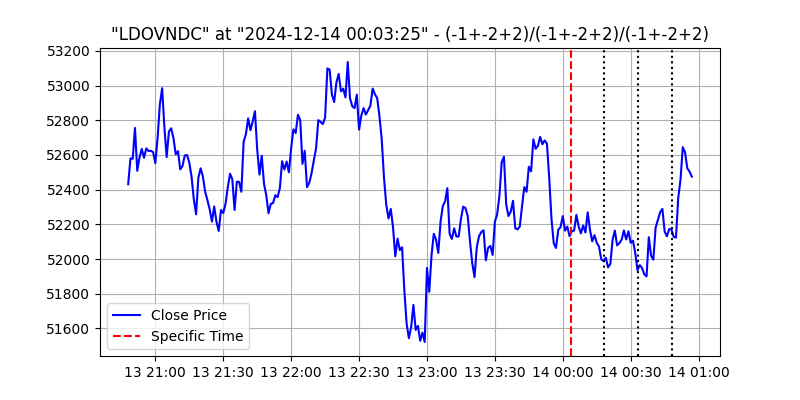 "LDOVNDC" at "2024-12-14 00:03:25" - (-1+-2+2)/(-1+-2+2)/(-1+-2+2)
53200
53000
52800
52600
52400
52200
52000
51800
51600
Close Price
Specific Time
13 21:00 13 21:30 13 22:00 13 22:30 13 23:00 13 23:30 14 00:00 14 00:30 14 01:00